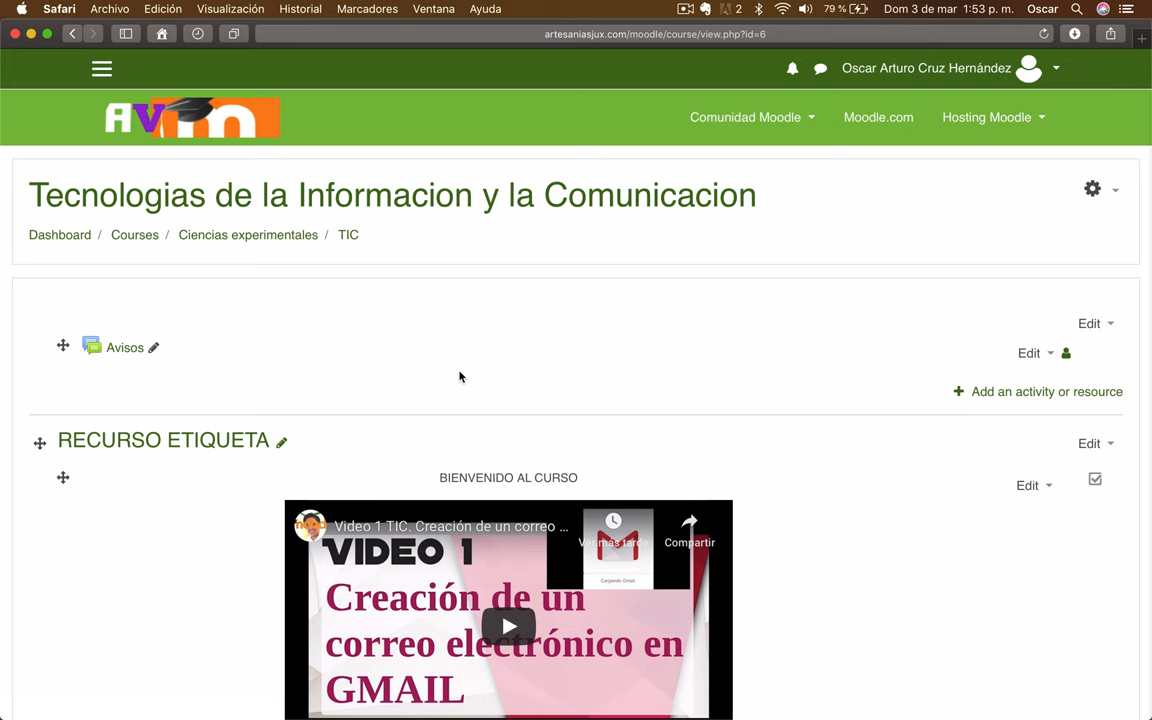 Safari Archivo Edición Visualización Historial Marcadores Ventana Ayuda 2 79 % Dom 3 de mar 1:53 p. m. Oscar
artesaniasjux.com/moodle/course/view.php?id=6
Oscar Arturo Cruz Hernández
AVm Comunidad Moodle Moodle.com Hosting Moodle
Tecnologias de la Informacion y la Comunicacion
Dashboard / Courses / Ciencias experimentales / TIC
Edit
Avisos
Edit
+ Add an activity or resource
RECURSO ETIQUETA
Edit
BIENVENIDO AL CURSO
Edit
Video 1 TIC. Creación de un correo ...
Ver más tarde Compartir
VIDEO 1
Cargando Gmail
Creación de un
correo electrónico en
GMAIL